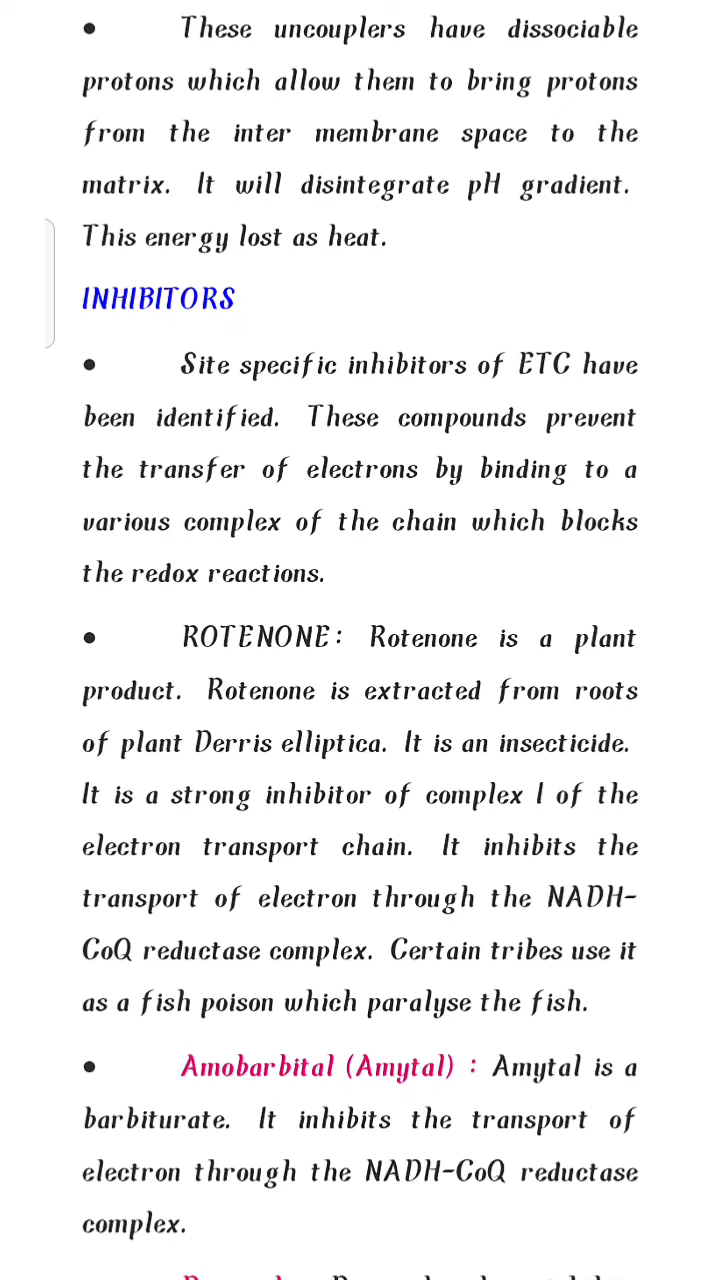 • These uncouplers have dissociable
protons which allow them to bring protons
from the inter membrane space to the
matrix. It will disintegrate pH gradient.
This energy lost as heat.
INHIBITORS
• Site specific inhibitors of ETC have
been identified. These compounds prevent
the transfer of electrons by binding to a
various complex of the chain which blocks
the redox reactions.
• ROTENONE: Rotenone is a plant
product. Rotenone is extracted from roots
of plant Derris elliptica. It is an insecticide.
It is a strong inhibitor of complex I of the
electron transport chain. It inhibits the
transport of electron through the NADH-
CoQ reductase complex. Certain tribes use it
as a fish poison which paralyse the fish.
• Amobarbital (Amytal) : Amytal is a
barbiturate. It inhibits the transport of
electron through the NADH-CoQ reductase
complex.